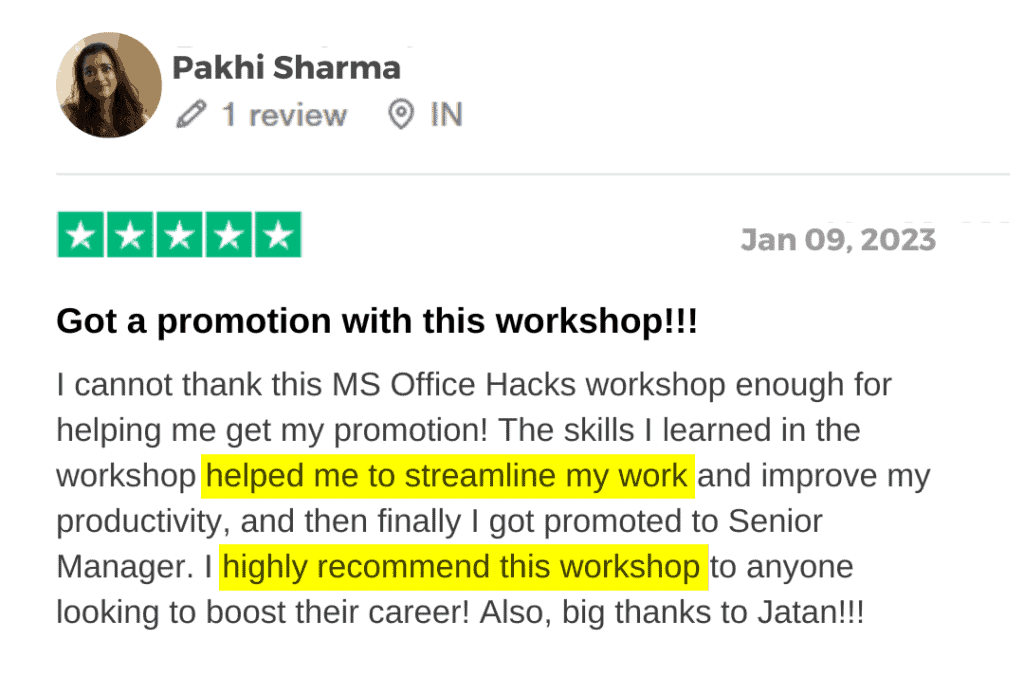 Pakhi Sharma
1 review IN
Jan 09, 2023
Got a promotion with this workshop!!!
I cannot thank this MS Office Hacks workshop enough for
helping me get my promotion! The skills I learned in the
workshop helped me to streamline my work and improve my
productivity, and then finally I got promoted to Senior
Manager. I highly recommend this workshop to anyone
looking to boost their career! Also, big thanks to Jatan!!!